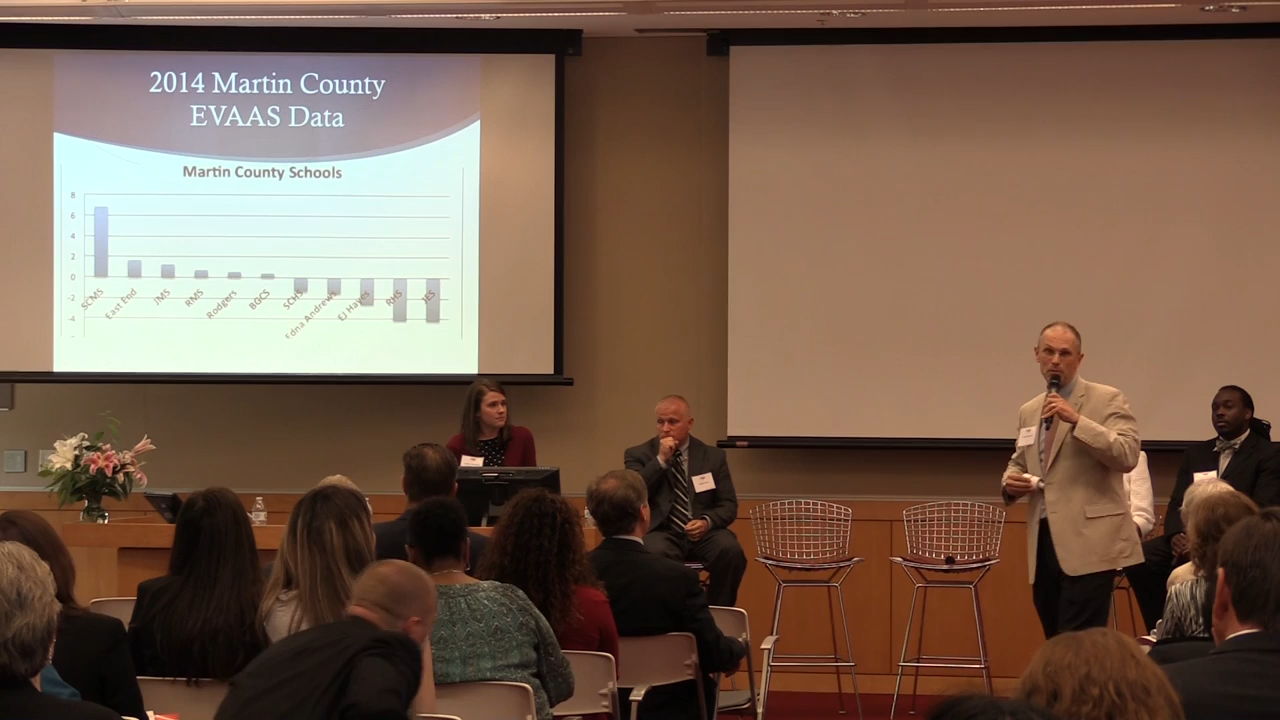 2014 Martin County
EVAAS Data
Martin County Schools
8
6
4
2
0
-2
-4
SCMS
East End
JMS
RMS
Rodgers
BGCS
SCHS
Edna Andrews
EJ Hayes
RHS
JES